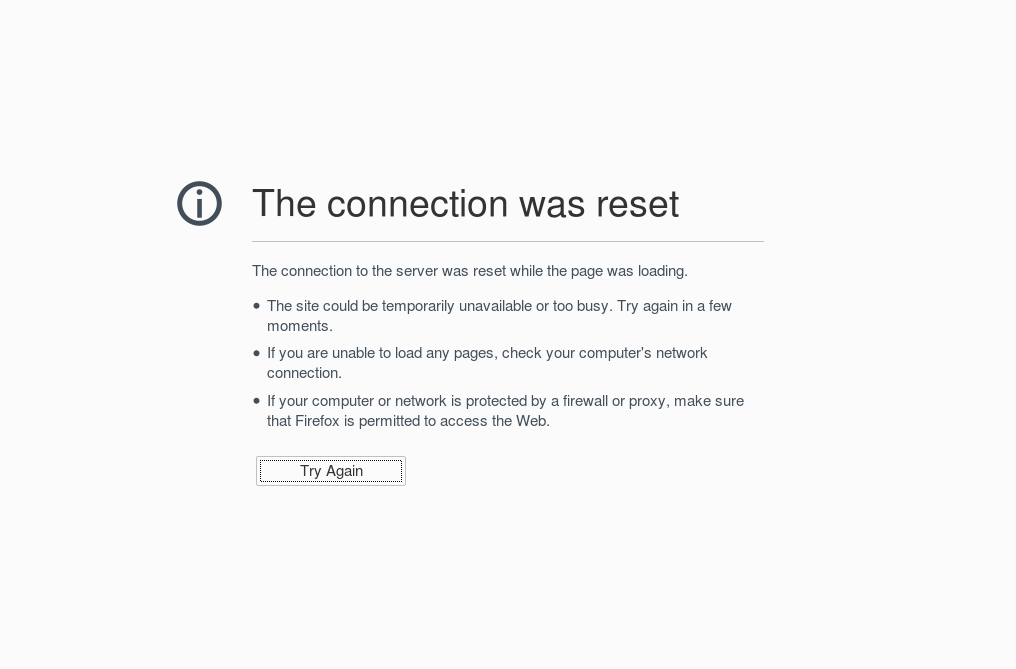 The connection was reset
The connection to the server was reset while the page was loading.
• The site could be temporarily unavailable or too busy. Try again in a few
moments.
• If you are unable to load any pages, check your computer's network
connection.
• If your computer or network is protected by a firewall or proxy, make sure
that Firefox is permitted to access the Web.
Try Again